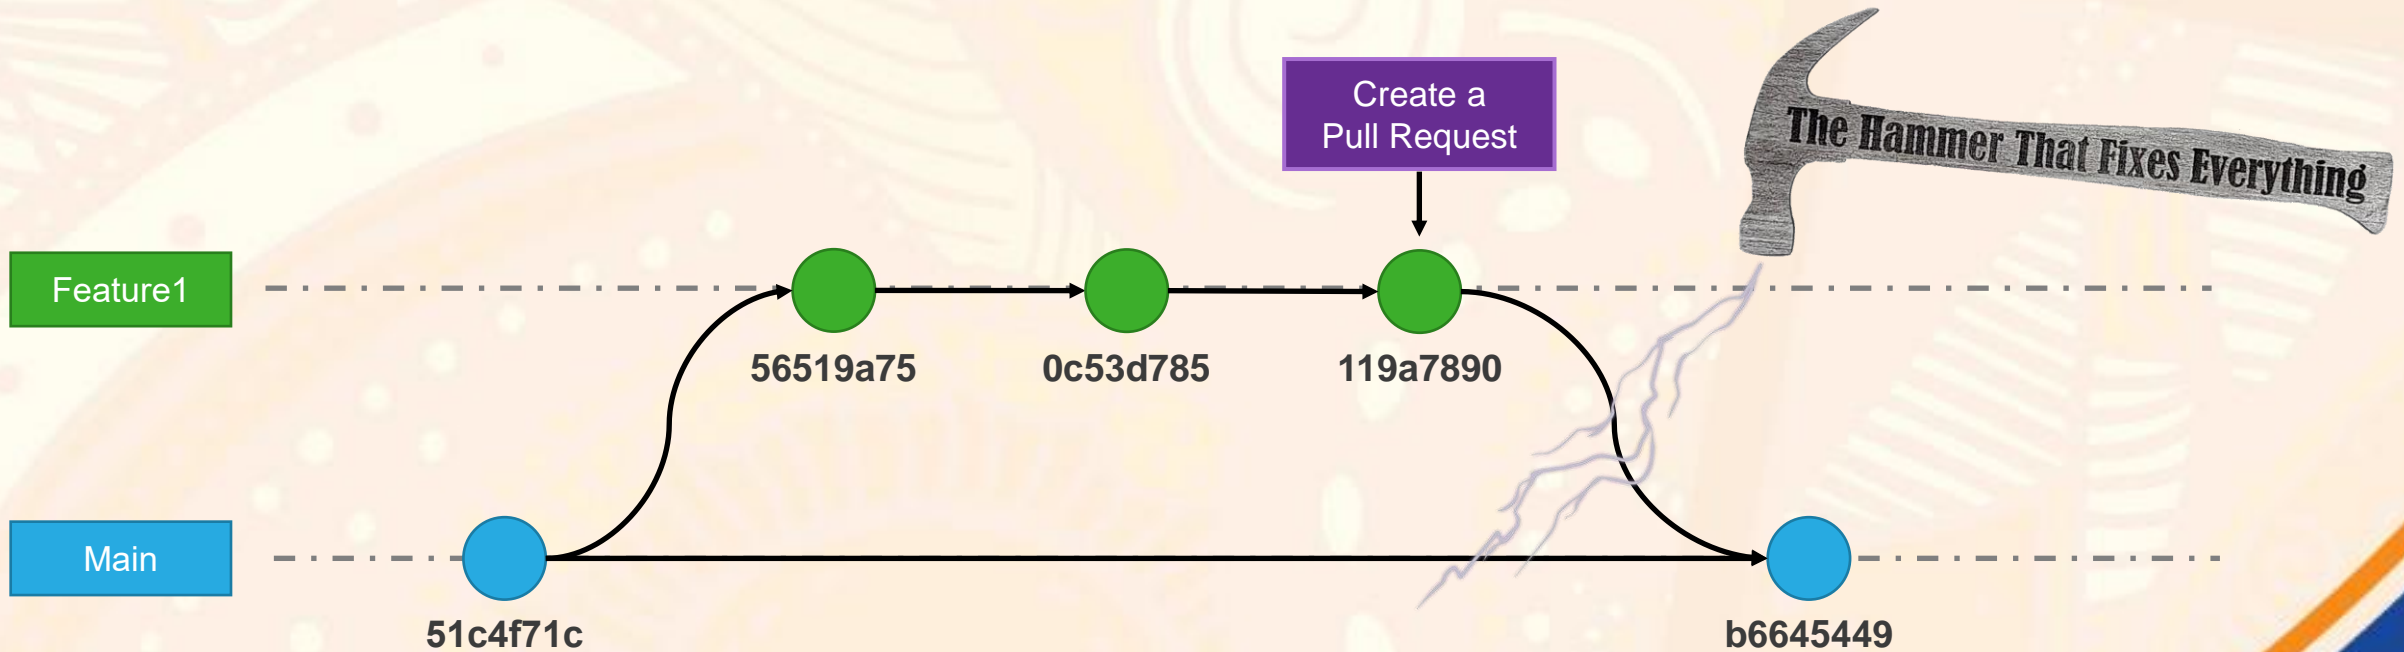 Create a
Pull Request
The Hammer That Fixes Everything
Feature1
56519a75
0c53d785
119a7890
Main
51c4f71c
b6645449